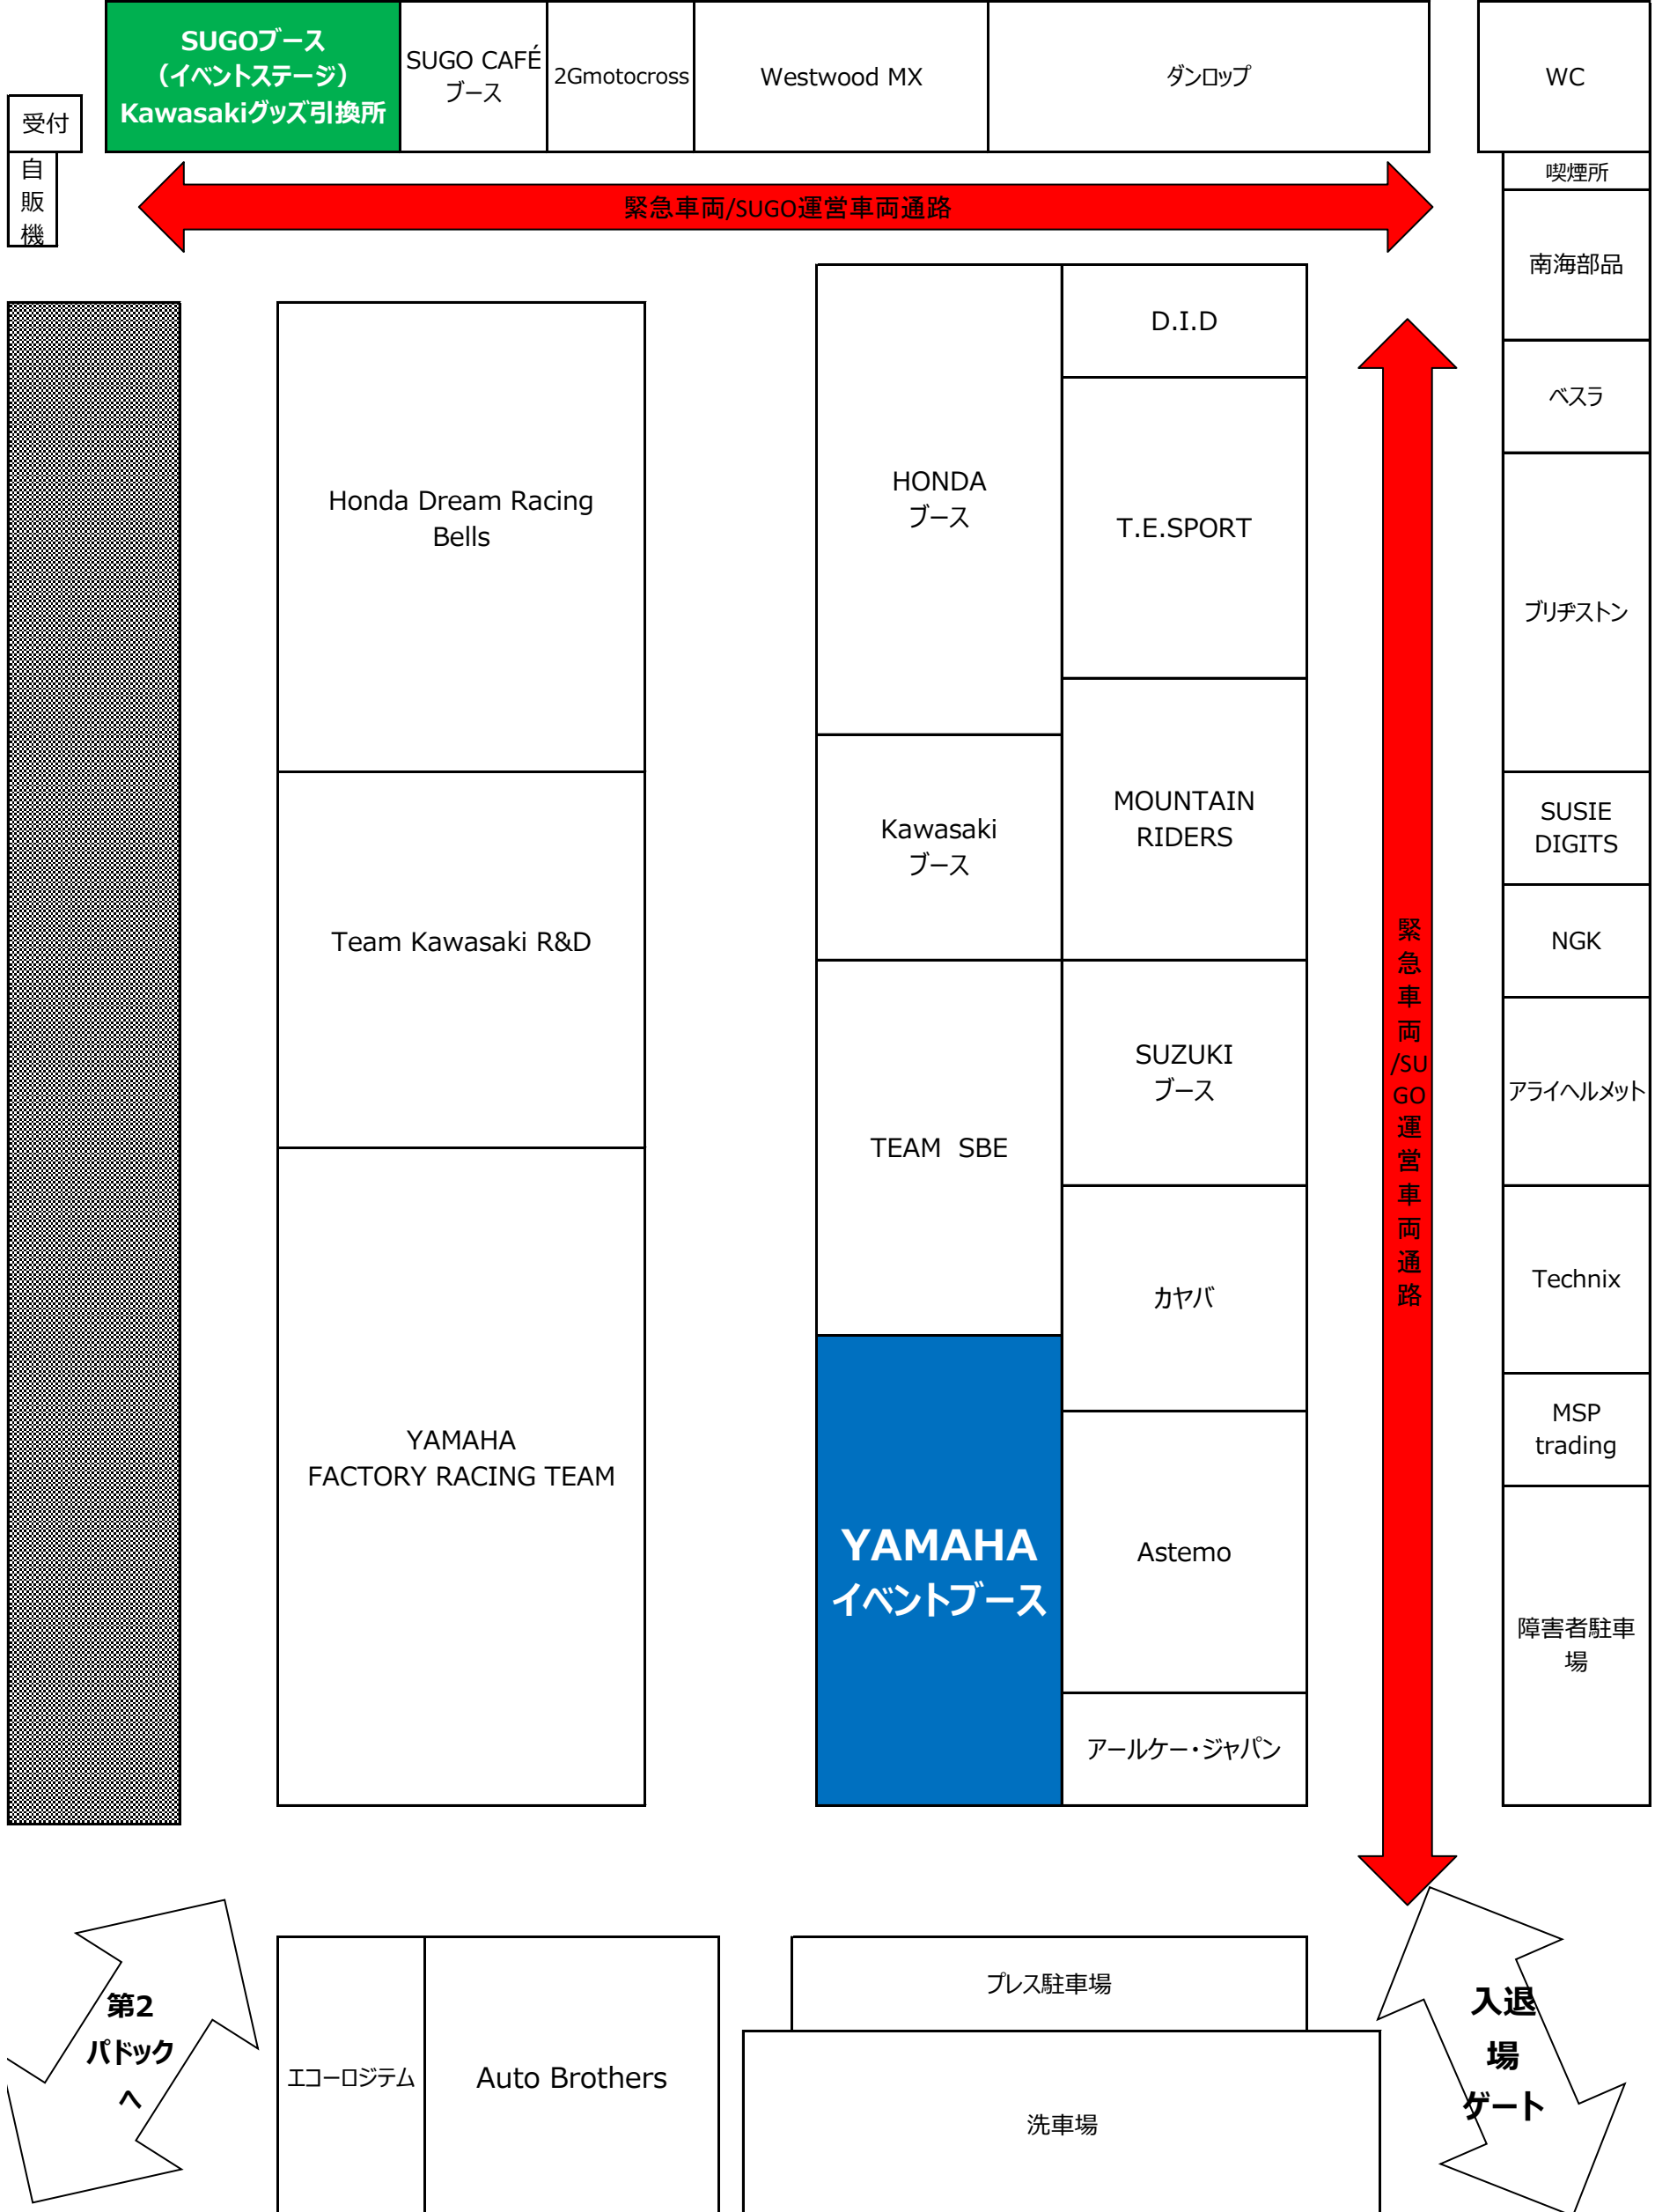 SUGOブース
（イベントステージ）
Kawasakiグッズ引換所
SUGO CAFÉ
ブース
2Gmotocross
Westwood MX
ダンロップ
WC
受付
自
販
機
喫煙所
緊急車両/SUGO運営車両通路
南海部品
D.I.D
ベスラ
Honda Dream Racing
Bells
HONDA
ブース
T.E.SPORT
ブリヂストン
MOUNTAIN
RIDERS
Kawasaki
ブース
SUSIE
DIGITS
Team Kawasaki R&D
NGK
緊
急
車
両
/SU
GO
運
営
車
両
通
路
SUZUKI
ブース
アライヘルメット
TEAM  SBE
カヤバ
Technix
YAMAHA
FACTORY RACING TEAM
MSP
trading
YAMAHA
イベントブース
Astemo
障害者駐車
場
アールケー・ジャパン
第2
パドック
へ
エコーロジテム
Auto Brothers
プレス駐車場
洗車場
入退
場
ゲート